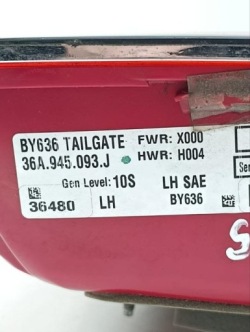 BY636 TAILGATE FWR: X000
36A.945.093.J HWR: H004
Gen Level: 10S LH SAE
36480 LH BY636